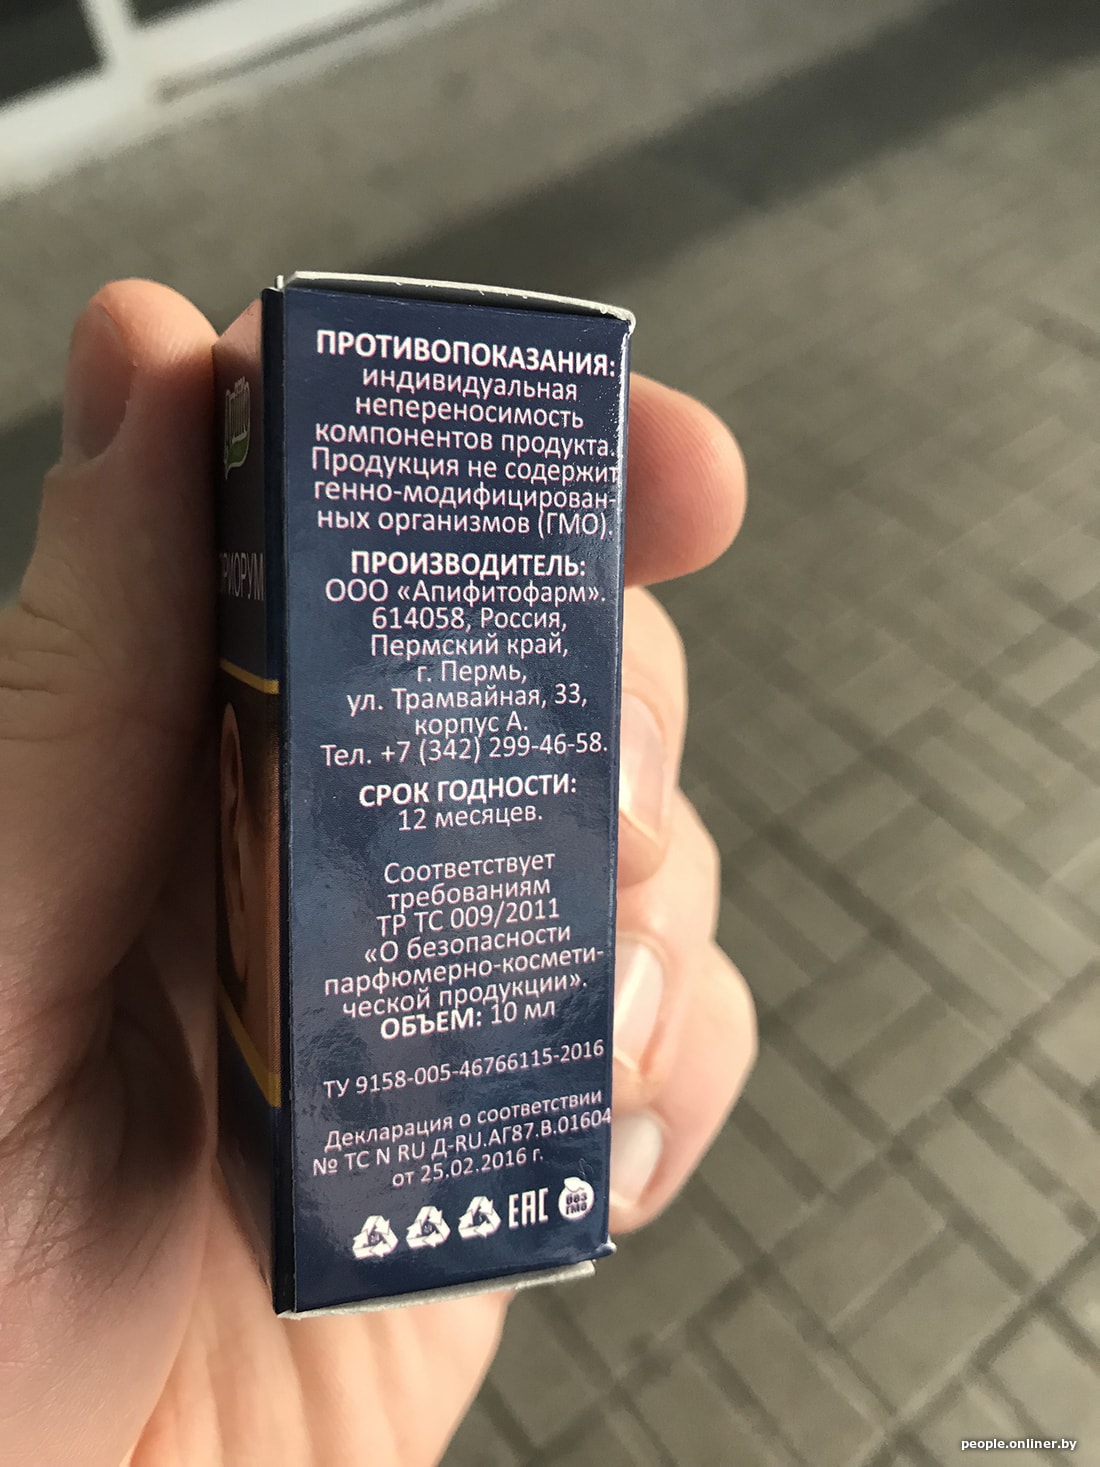 ПРОТИВОПОКАЗАНИЯ:
индивидуальная
непереносимость
компонентов продукта.
Продукция не содержит
генно-модифицирован-
ных организмов (ГМО).
ПРОИЗВОДИТЕЛЬ:
ООО «Апифитофарм».
614058, Россия,
Пермский край,
г. Пермь,
ул. Трамвайная, 33,
корпус А.
Тел. +7 (342) 299-46-58.
СРОК ГОДНОСТИ:
12 месяцев.
Соответствует
требованиям
ТР ТС 009/2011
«О безопасности
парфюмерно-космети-
ческой продукции».
ОБЪЕМ: 10 мл
ТУ 9158-005-46766115-2016
Декларация о соответствии
№ ТС N RU Д-RU.АГ87.В.01604
от 25.02.2016 г.
EAC
без
ГМО
people.onliner.by